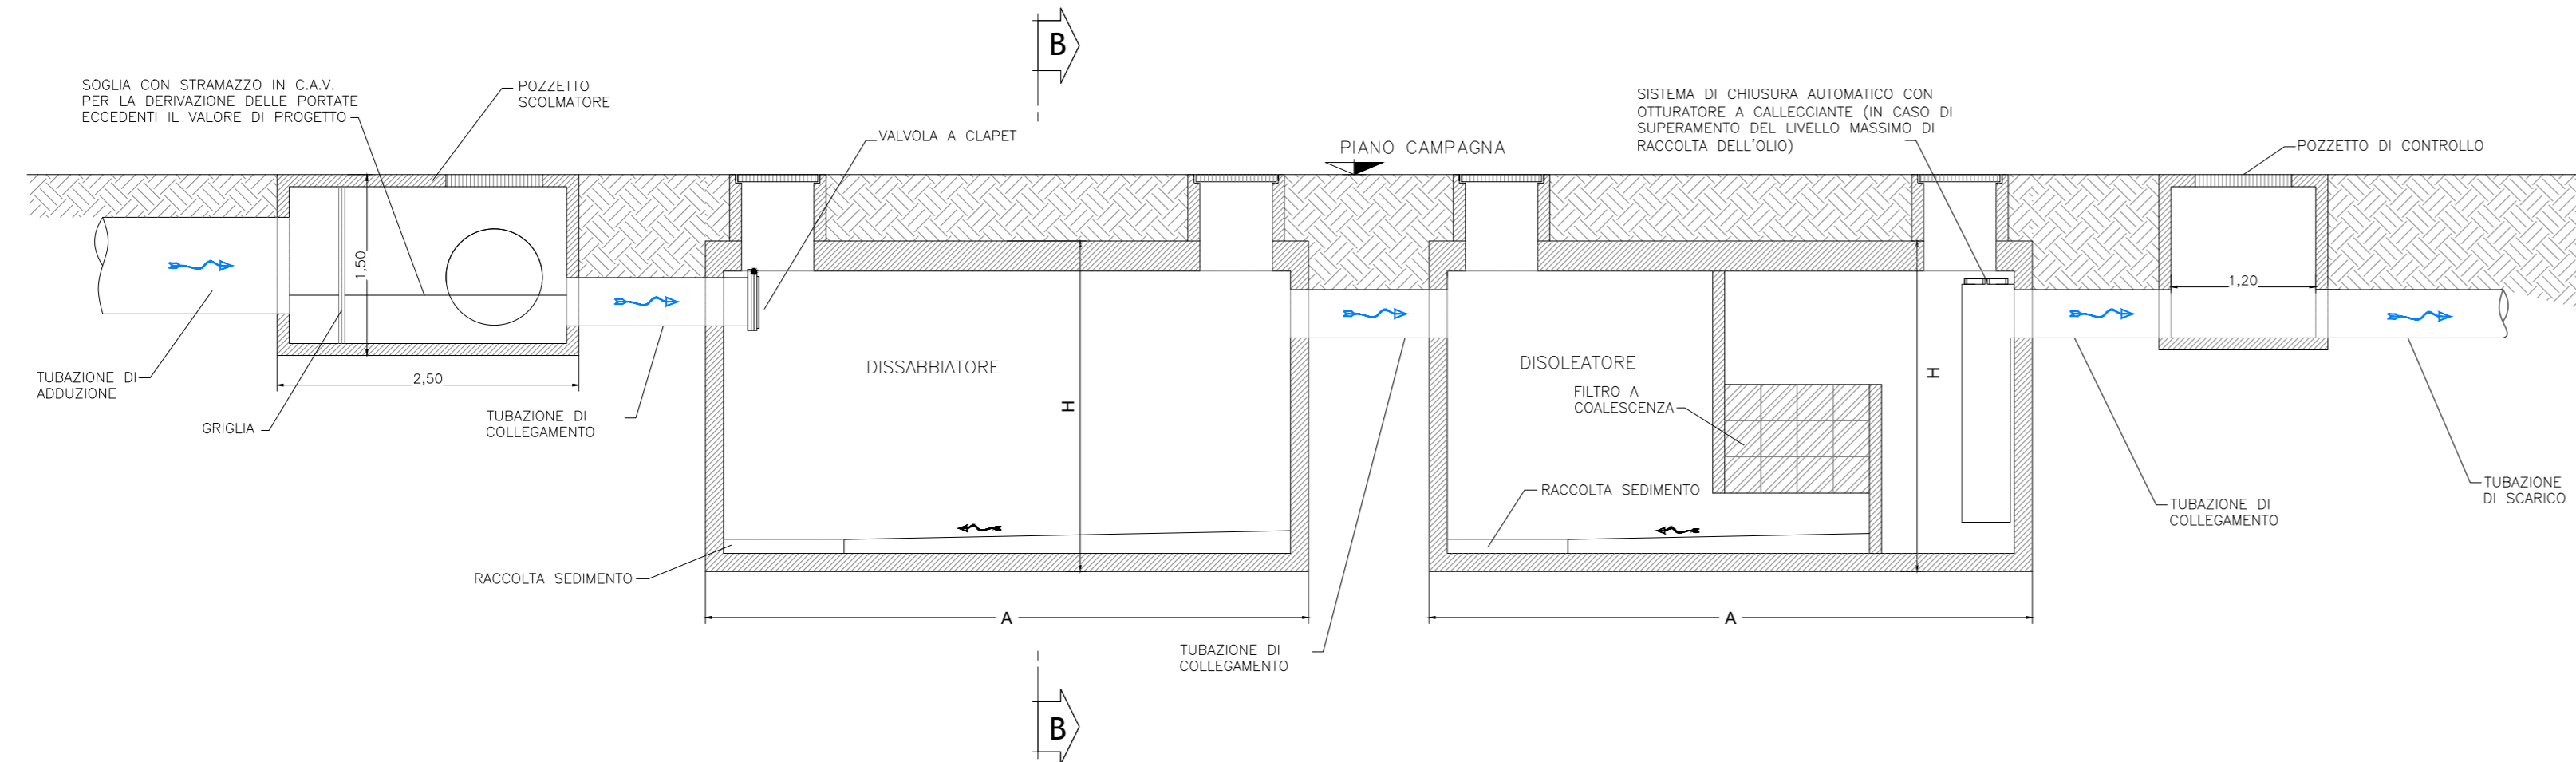 B
SOGLIA CON STRAMAZZO IN C.A.V.
PER LA DERIVAZIONE DELLE PORTATE
ECCEDENTI IL VALORE DI PROGETTO
POZZETTO
SCOLMATORE
VALVOLA A CLAPET
PIANO CAMPAGNA
SISTEMA DI CHIUSURA AUTOMATICO CON
OTTURATORE A GALLEGGIANTE (IN CASO DI
SUPERAMENTO DEL LIVELLO MASSIMO DI
RACCOLTA DELL'OLIO)
POZZETTO DI CONTROLLO
1,50
1,20
TUBAZIONE DI
ADDUZIONE
2,50
GRIGLIA
TUBAZIONE DI
COLLEGAMENTO
DISSABBIATORE
H
DISOLEATORE
FILTRO A
COALESCENZA
H
RACCOLTA SEDIMENTO
TUBAZIONE DI
COLLEGAMENTO
TUBAZIONE
DI SCARICO
RACCOLTA SEDIMENTO
A
A
TUBAZIONE DI
COLLEGAMENTO
B